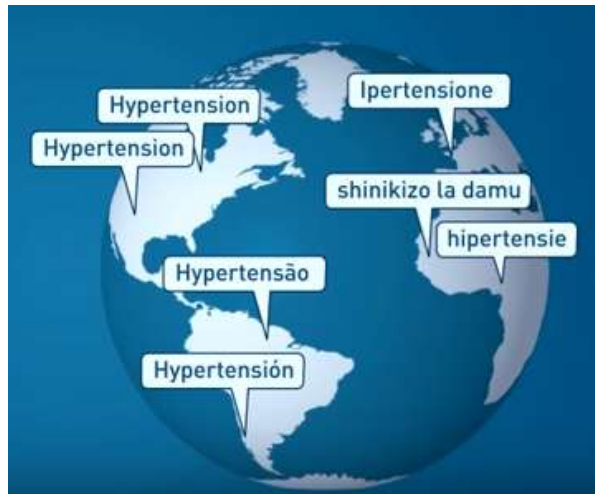 Hypertension
Ipertensione
Hypertension
shinikizo la damu
hipertensie
Hypertensão
Hypertensión